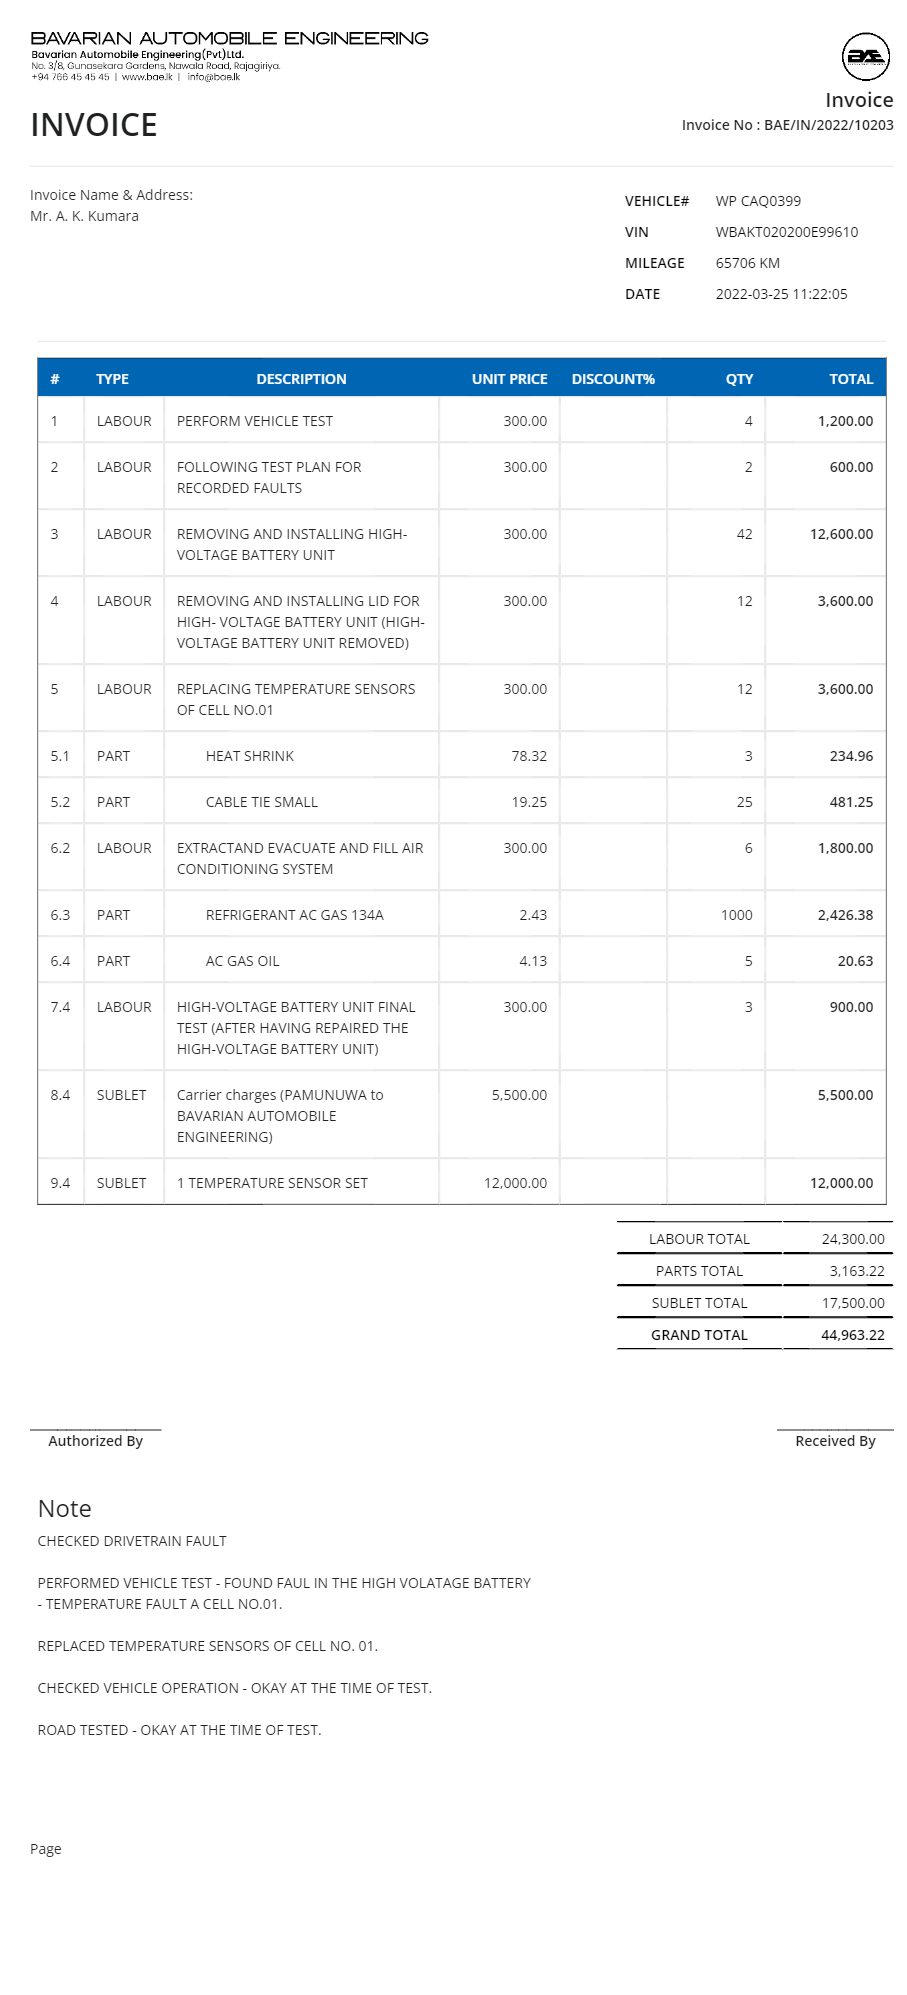 BAVARIAN AUTOMOBILE ENGINEERING
Bavarian Automobile Engineering(Pvt)Ltd.
No. 3/8, Gunasekara Gardens, Nawala Road, Rajagiriya.
+94 766 45 45 45 | www.bae.lk | info@bae.lk
BAE
Invoice
INVOICE
Invoice No : BAE/IN/2022/10203
Invoice Name & Address:
Mr. A. K. Kumara
VEHICLE# WP CAQ0399
VIN WBAKT020200E99610
MILEAGE 65706 KM
DATE 2022-03-25 11:22:05
# TYPE DESCRIPTION UNIT PRICE DISCOUNT% QTY TOTAL
1 LABOUR PERFORM VEHICLE TEST 300.00 4 1,200.00
2 LABOUR FOLLOWING TEST PLAN FOR 300.00 2 600.00
RECORDED FAULTS
3 LABOUR REMOVING AND INSTALLING HIGH- 300.00 42 12,600.00
VOLTAGE BATTERY UNIT
4 LABOUR REMOVING AND INSTALLING LID FOR 300.00 12 3,600.00
HIGH- VOLTAGE BATTERY UNIT (HIGH-
VOLTAGE BATTERY UNIT REMOVED)
5 LABOUR REPLACING TEMPERATURE SENSORS 300.00 12 3,600.00
OF CELL NO.01
5.1 PART HEAT SHRINK 78.32 3 234.96
5.2 PART CABLE TIE SMALL 19.25 25 481.25
6.2 LABOUR EXTRACTAND EVACUATE AND FILL AIR 300.00 6 1,800.00
CONDITIONING SYSTEM
6.3 PART REFRIGERANT AC GAS 134A 2.43 1000 2,426.38
6.4 PART AC GAS OIL 4.13 5 20.63
7.4 LABOUR HIGH-VOLTAGE BATTERY UNIT FINAL 300.00 3 900.00
TEST (AFTER HAVING REPAIRED THE
HIGH-VOLTAGE BATTERY UNIT)
8.4 SUBLET Carrier charges (PAMUNUWA to 5,500.00 5,500.00
BAVARIAN AUTOMOBILE
ENGINEERING)
9.4 SUBLET 1 TEMPERATURE SENSOR SET 12,000.00 12,000.00
LABOUR TOTAL 24,300.00
PARTS TOTAL 3,163.22
SUBLET TOTAL 17,500.00
GRAND TOTAL 44,963.22
Authorized By Received By
Note
CHECKED DRIVETRAIN FAULT
PERFORMED VEHICLE TEST - FOUND FAUL IN THE HIGH VOLATAGE BATTERY
- TEMPERATURE FAULT A CELL NO.01.
REPLACED TEMPERATURE SENSORS OF CELL NO. 01.
CHECKED VEHICLE OPERATION - OKAY AT THE TIME OF TEST.
ROAD TESTED - OKAY AT THE TIME OF TEST.
Page